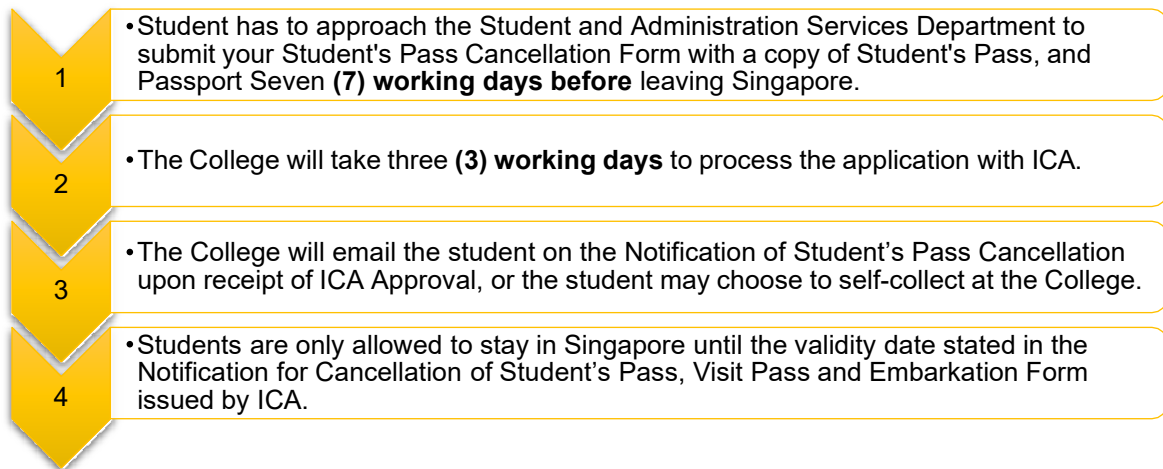 1
•Student has to approach the Student and Administration Services Department to
submit your Student's Pass Cancellation Form with a copy of Student's Pass, and
Passport Seven (7) working days before leaving Singapore.
2
•The College will take three (3) working days to process the application with ICA.
3
•The College will email the student on the Notification of Student’s Pass Cancellation
upon receipt of ICA Approval, or the student may choose to self-collect at the College.
4
•Students are only allowed to stay in Singapore until the validity date stated in the
Notification for Cancellation of Student’s Pass, Visit Pass and Embarkation Form
issued by ICA.